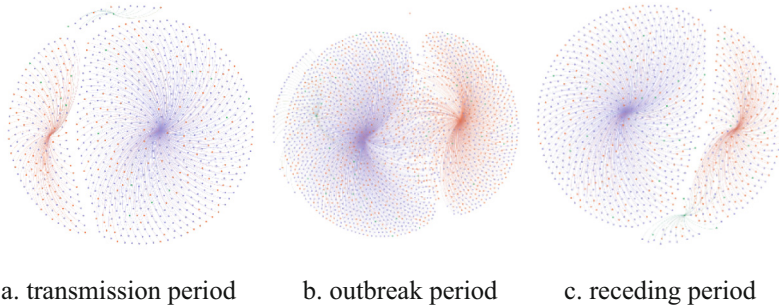 a. transmission period b. outbreak period c. receding period